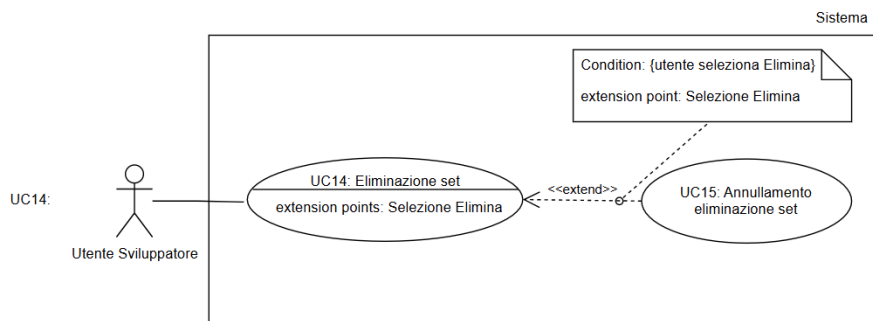 Sistema
Condition: {utente seleziona Elimina}
extension point: Selezione Elimina
UC14: Eliminazione set
extension points: Selezione Elimina
<<extend>>
UC15: Annullamento
eliminazione set
UC14:
Utente Sviluppatore